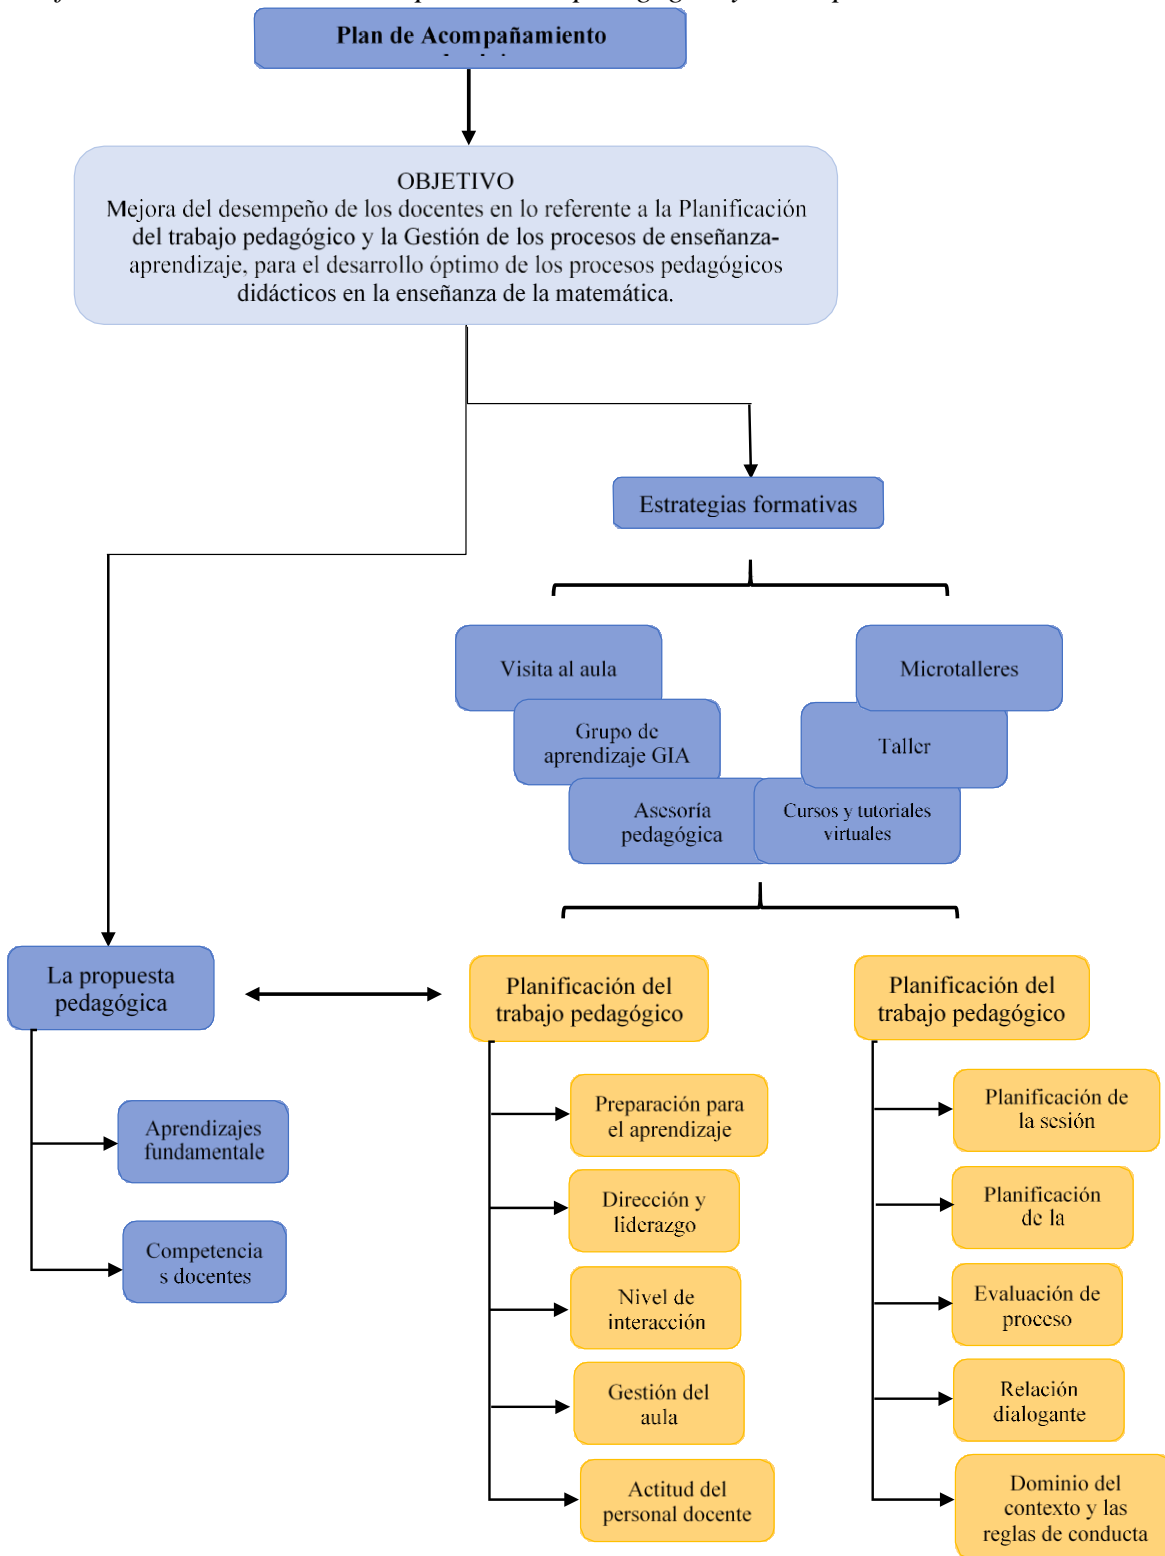 Plan de Acompañamiento
OBJETIVO
Mejora del desempeño de los docentes en lo referente a la Planificación
del trabajo pedagógico y la Gestión de los procesos de enseñanza-
aprendizaje, para el desarrollo óptimo de los procesos pedagógicos
didácticos en la enseñanza de la matemática.
Estrategias formativas
Visita al aula
Microtalleres
Grupo de
aprendizaje GIA
Taller
Asesoría
pedagógica
Cursos y tutoriales
virtuales
La propuesta
pedagógica
Aprendizajes
fundamentale
Competencia
s docentes
Planificación del
trabajo pedagógico
Preparación para
el aprendizaje
Dirección y
liderazgo
Nivel de
interacción
Gestión del
aula
Actitud del
personal docente
Planificación del
trabajo pedagógico
Planificación de
la sesión
Planificación
de la
Evaluación de
proceso
Relación
dialogante
Dominio del
contexto y las
reglas de conducta